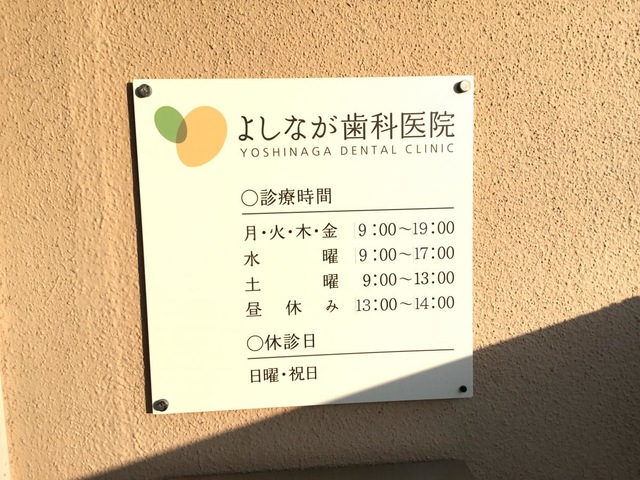 よしなが歯科医院
YOSHINAGA DENTAL CLINIC
○診療時間
月・火・木・金 9:00～19:00
水曜 9:00～17:00
土曜 9:00～13:00
昼休み 13:00～14:00
○休診日
日曜・祝日